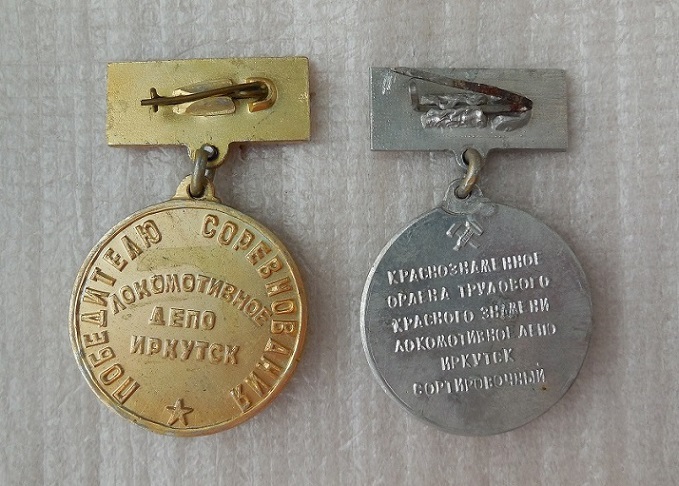 ПОБЕДИТЕЛЮ СОРЕВНОВАНИЯ
ЛОКОМОТИВНОЕ
ДЕПО
ИРКУТСК
КРАСНОЗНАМЕННОЕ
ОРДЕНА ТРУДОВОГО
КРАСНОГО ЗНАМЕНИ
ЛОКОМОТИВНОЕ ДЕПО
ИРКУТСК
СОРТИРОВОЧНЫЙ